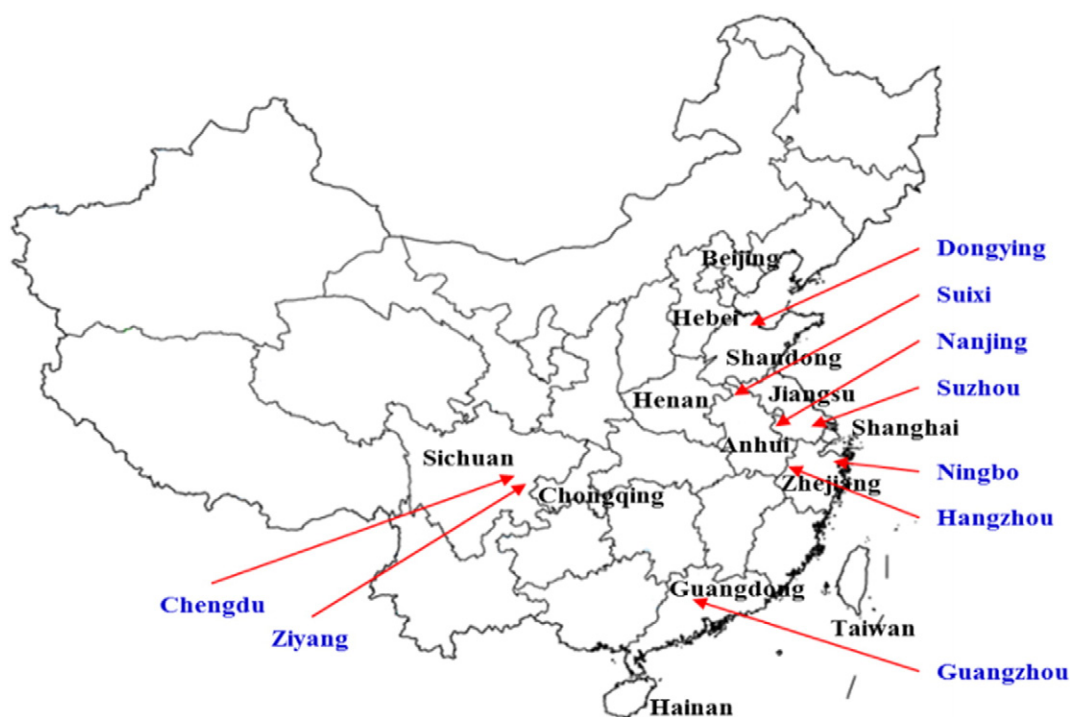 Beijing
Dongying
Suixi
Hebei
Nanjing
Shandong
Suzhou
Jiangsu
Henan
Shanghai
Anhui
Sichuan
Ningbo
Zhejiang
Chongqing
Hangzhou
Guangdong
Chengdu
Taiwan
Ziyang
Guangzhou
Hainan